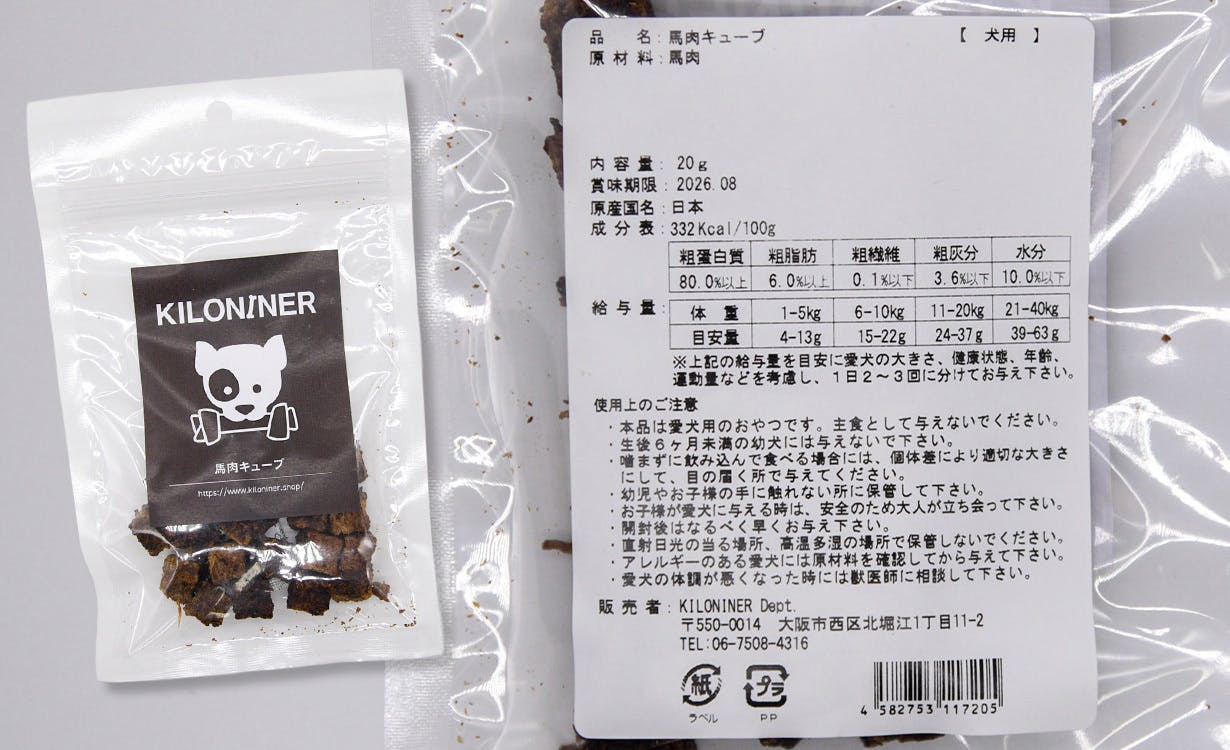 KILONINER
馬肉キューブ
https://www.kiloniner.shop/
品 名:馬肉キューブ 【 犬用 】
原材料:馬肉
内容量: 20g
賞味期限: 2026.08
原産国名:日本
成分表:332Kcal/100g
粗蛋白質 粗脂肪 粗繊維 粗灰分 水分
80.0%以上 6.0%以上 0.1%以下 3.6%以下 10.0%以下
給与量:
体 重 1-5kg 6-10kg 11-20kg 21-40kg
目安量 4-13g 15-22g 24-37g 39-63g
※上記の給与量を目安に愛犬の大きさ、健康状態、年齢、
運動量などを考慮し、1日2~3回に分けてお与え下さい。
使用上のご注意
・本品は愛犬用のおやつです。主食として与えないでください。
・生後6ヶ月未満の幼犬には与えないで下さい。
・噛まずに飲み込んで食べる場合には、個体差により適切な大きさ
にして、目の届く所で与えてください。
・幼児やお子様の手に触れない所に保管して下さい。
・お子様が愛犬に与える時は、安全のため大人が立ち会って下さい。
・開封後はなるべく早くお与え下さい。
・直射日光の当る場所、高温多湿の場所で保管しないでください。
・アレルギーのある愛犬には原材料を確認してから与えて下さい。
・愛犬の体調が悪くなった時には獣医師に相談して下さい。
販売者:KILONINER Dept.
〒550-0014 大阪市西区北堀江1丁目11-2
TEL:06-7508-4316
紙 プラ
ラベル PP
4 582753 117205